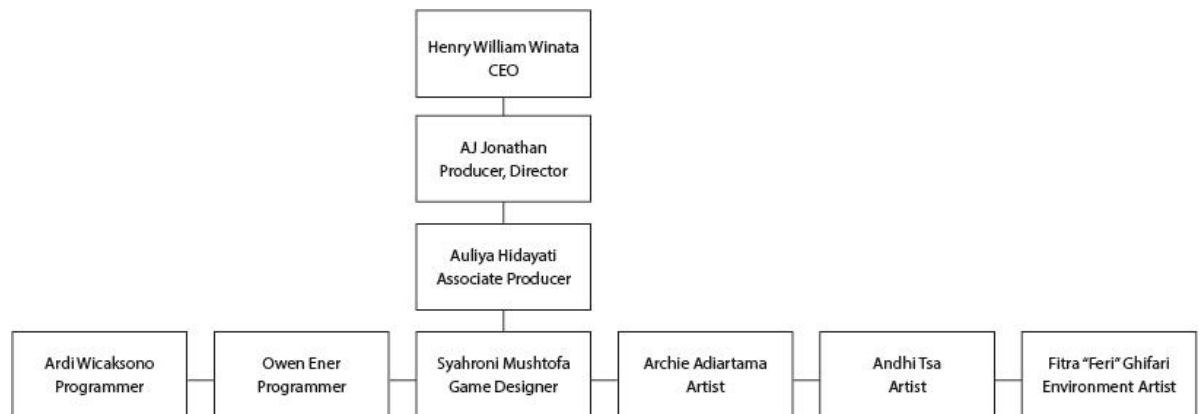 Henry William Winata
CEO
AJ Jonathan
Producer, Director
Auliya Hidayati
Associate Producer
Ardi Wicaksono
Programmer
Owen Ener
Programmer
Syahroni Mushtofa
Game Designer
Archie Adiartama
Artist
Andhi Tsa
Artist
Fitra “Feri” Ghifari
Environment Artist